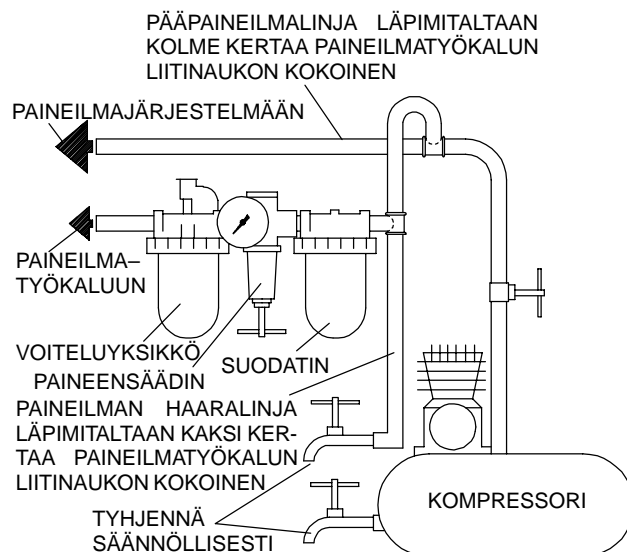 PÄÄPAINEILMALINJA LÄPIMITALTAAN
KOLME KERTAA PAINEILMATYÖKALUN
LIITINAUKON KOKOINEN
PAINEILMAJÄRJESTELMÄÄN
PAINEILMA–
TYÖKALUUN
VOITELUYKSIKKÖ
SUODATIN
PAINEENSÄÄDIN
PAINEILMAN HAARALINJA
LÄPIMITALTAAN KAKSI KER-
TAA PAINEILMATYÖKALUN
LIITINAUKON KOKOINEN
KOMPRESSORI
TYHJENNÄ
SÄÄNNÖLLISESTI